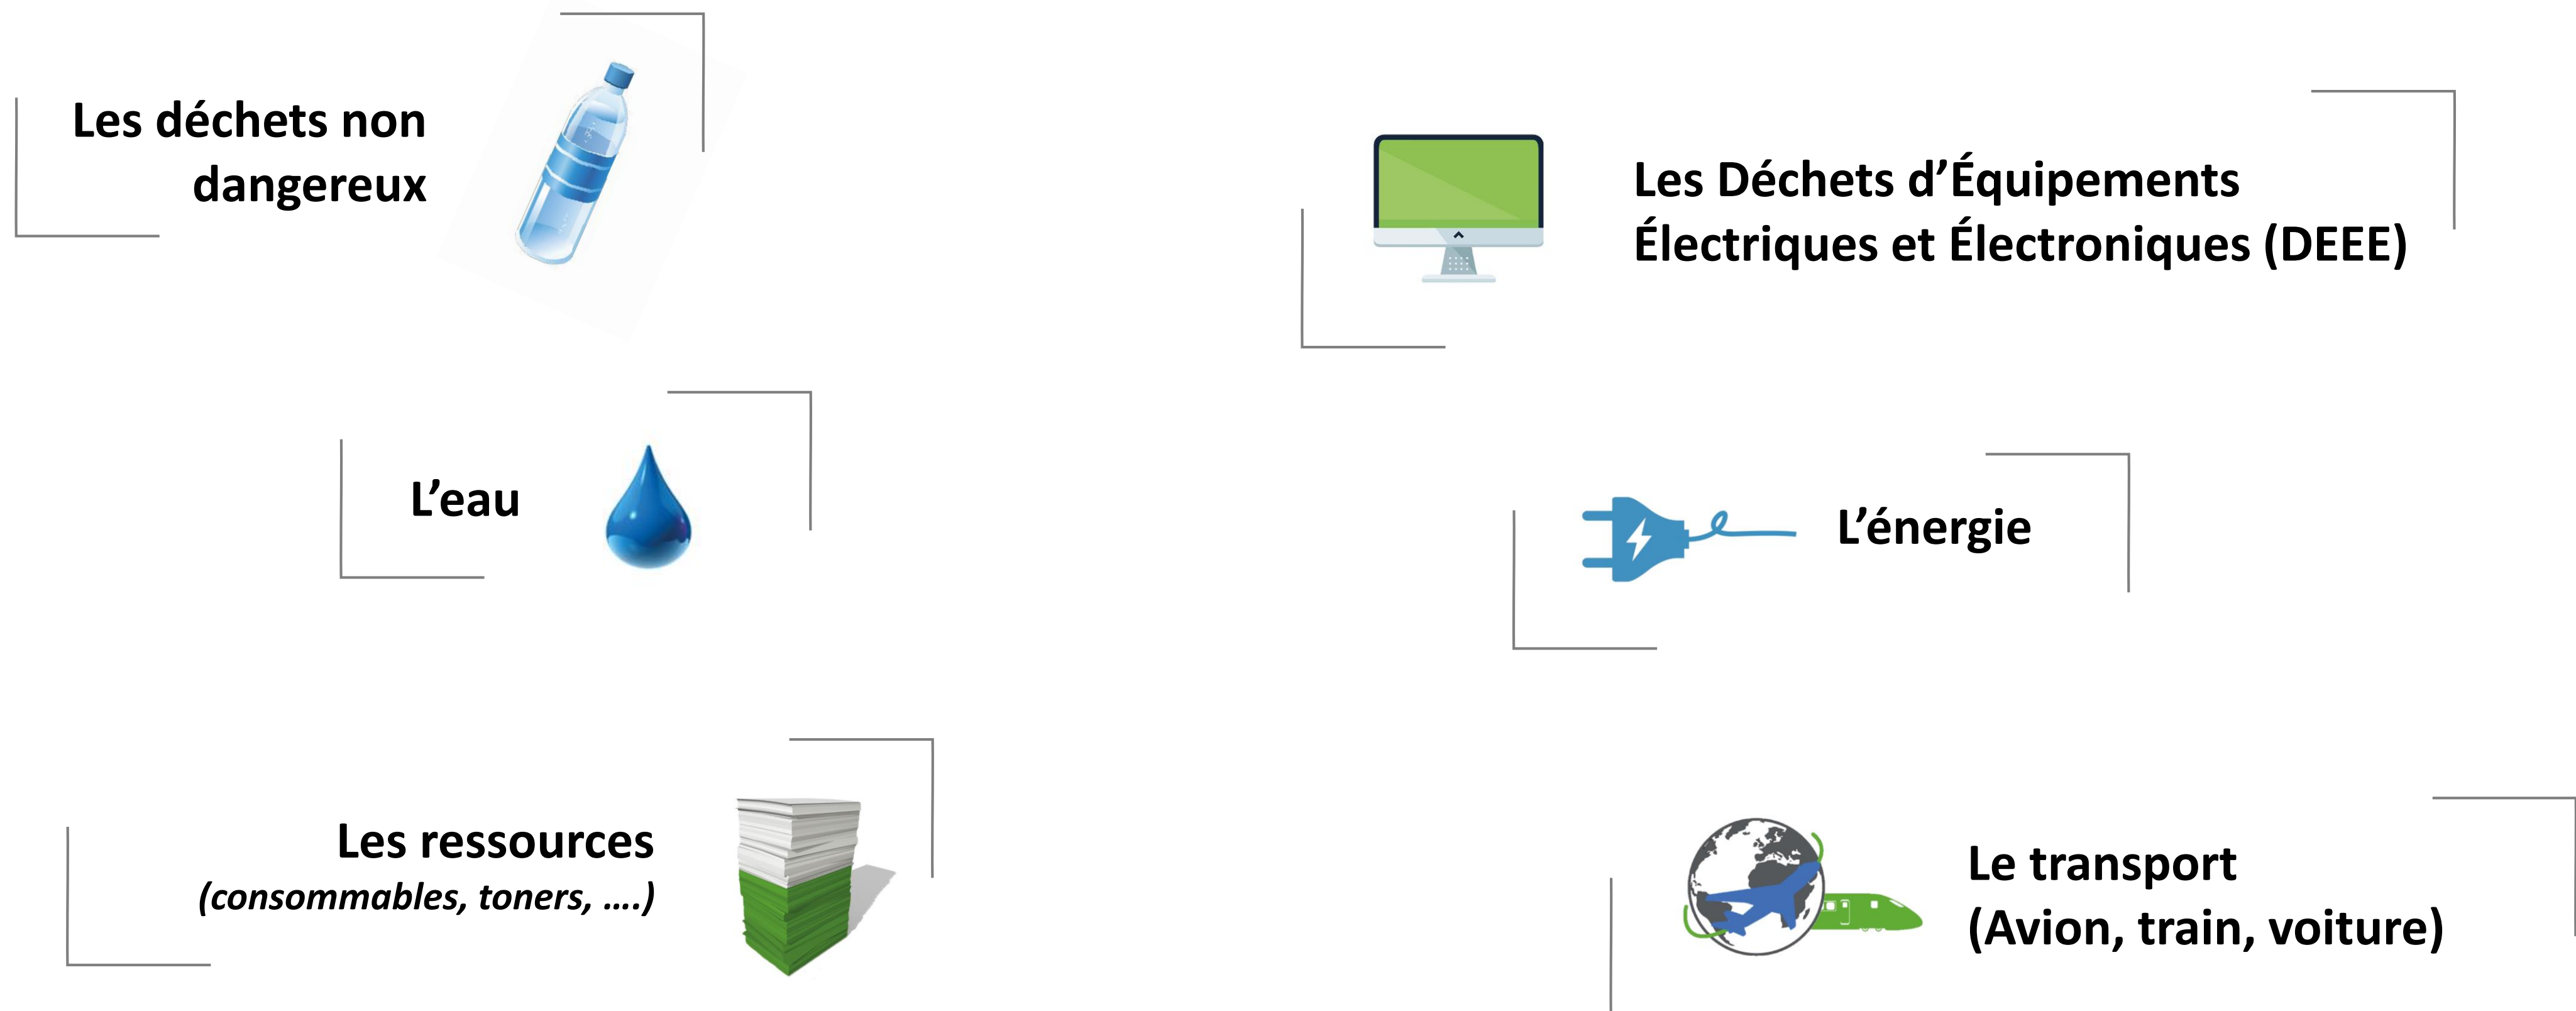 Les déchets non
dangereux
Les Déchets d’Équipements
Électriques et Électroniques (DEEE)
L’eau
L’énergie
Les ressources
(consommables, toners, ….)
Le transport
(Avion, train, voiture)